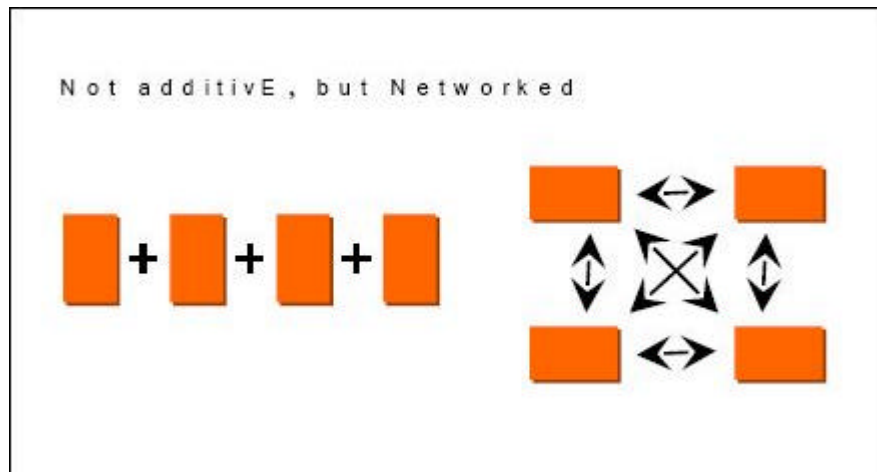 Not additivE, but Networked
+ + +